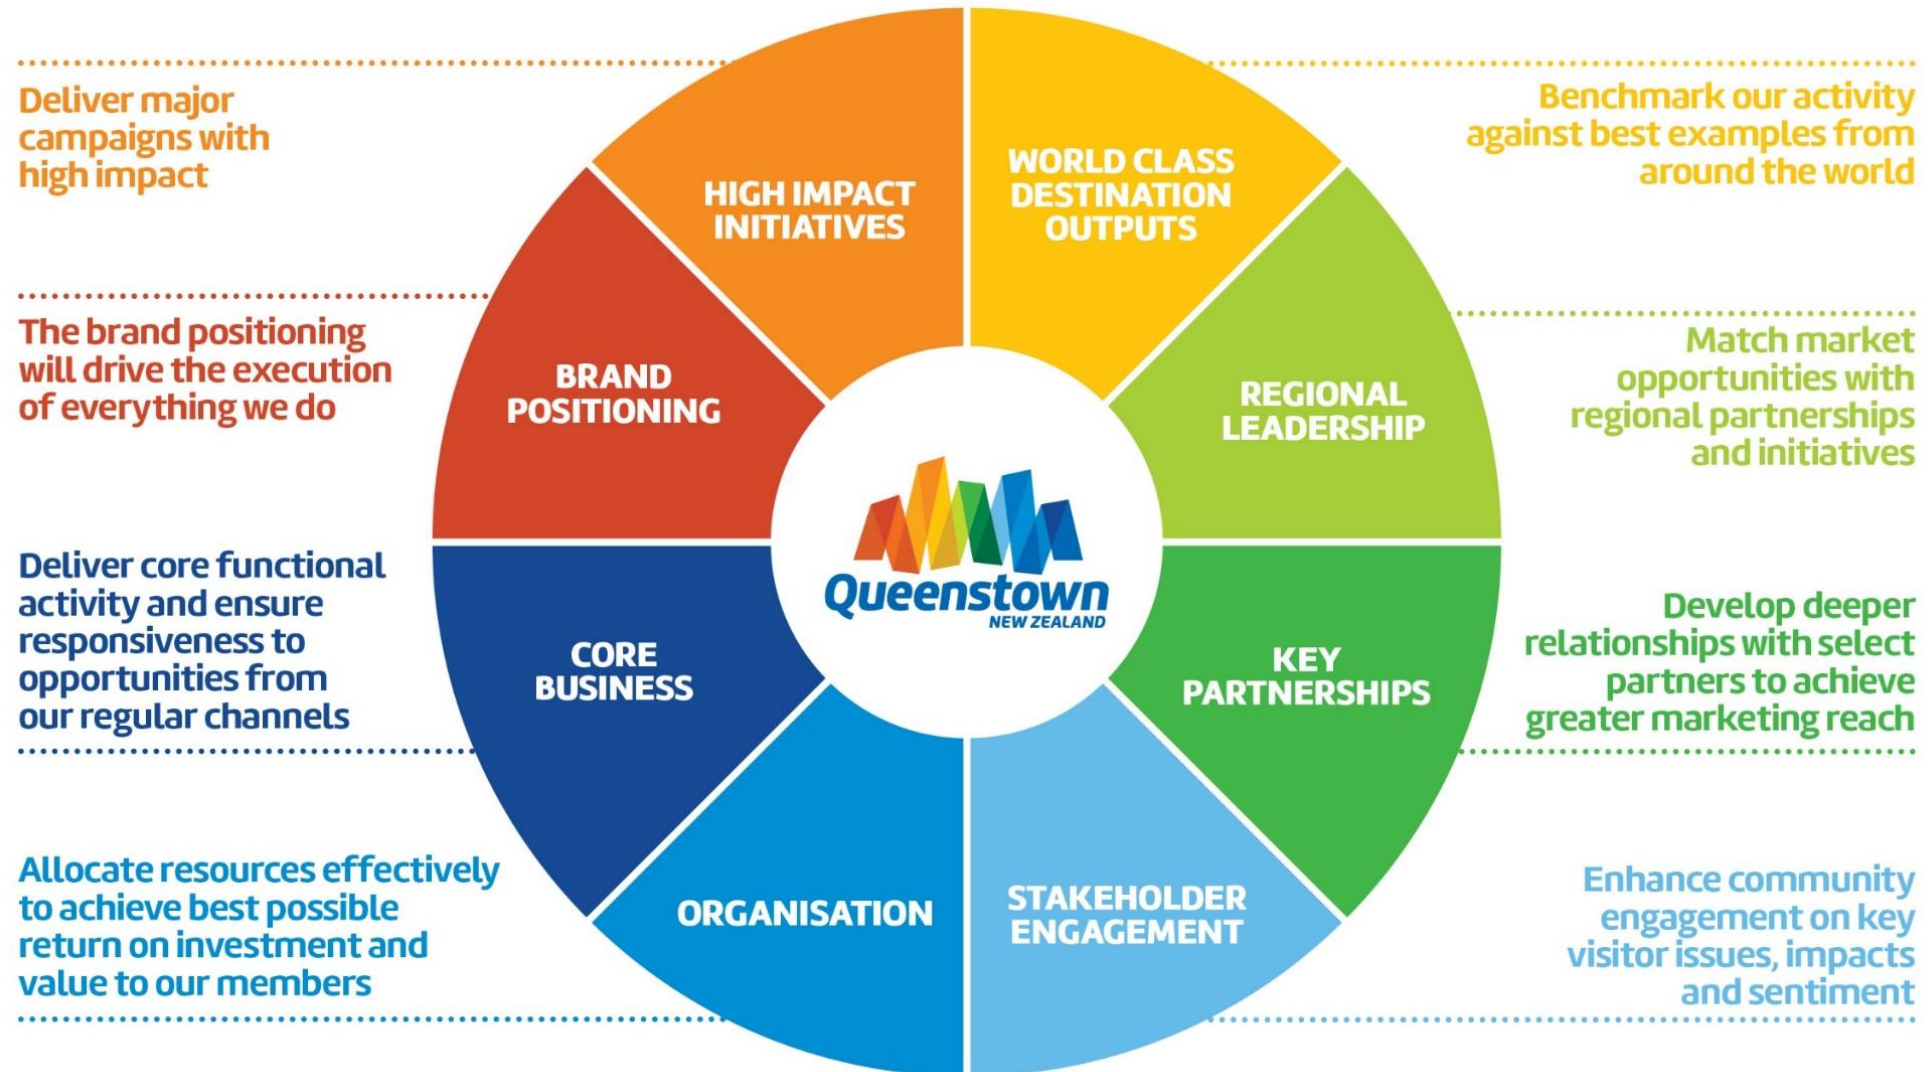 Deliver major
campaigns with
high impact
The brand positioning
will drive the execution
of everything we do
Deliver core functional
activity and ensure
responsiveness to
opportunities from
our regular channels
Allocate resources effectively
to achieve best possible
return on investment and
value to our members
HIGH IMPACT
INITIATIVES
WORLD CLASS
DESTINATION
OUTPUTS
BRAND
POSITIONING
REGIONAL
LEADERSHIP
Queenstown
NEW ZEALAND
CORE
BUSINESS
KEY
PARTNERSHIPS
ORGANISATION
STAKEHOLDER
ENGAGEMENT
Benchmark our activity
against best examples from
around the world
Match market
opportunities with
regional partnerships
and initiatives
Develop deeper
relationships with select
partners to achieve
greater marketing reach
Enhance community
engagement on key
visitor issues, impacts
and sentiment